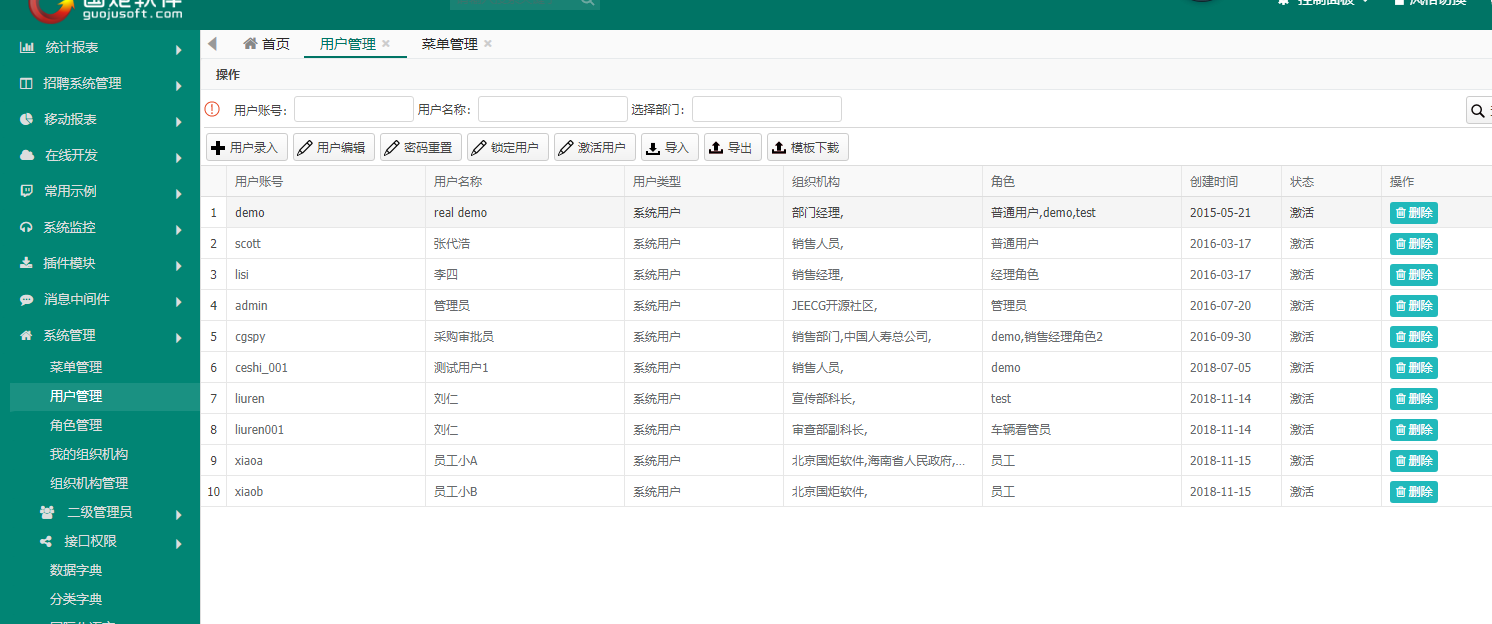 guojusoft.com
统计报表
招聘系统管理
移动报表
在线开发
常用示例
系统监控
插件模块
消息中间件
系统管理
菜单管理
用户管理
角色管理
我的组织机构
组织机构管理
二级管理员
接口权限
数据字典
分类字典
首页 用户管理 菜单管理
操作
用户账号: 用户名称: 选择部门:
用户录入 用户编辑 密码重置 锁定用户 激活用户 导入 导出 模板下载
用户账号 用户名称 用户类型 组织机构 角色 创建时间 状态 操作
1 demo real demo 系统用户 部门经理, 普通用户,demo,test 2015-05-21 激活 删除
2 scott 张代浩 系统用户 销售人员, 普通用户 2016-03-17 激活 删除
3 lisi 李四 系统用户 销售经理, 经理角色 2016-03-17 激活 删除
4 admin 管理员 系统用户 JEECG开源社区, 管理员 2016-07-20 激活 删除
5 cgspy 采购审批员 系统用户 销售部门,中国人寿总公司, demo,销售经理角色2 2016-09-30 激活 删除
6 ceshi_001 测试用户1 系统用户 销售人员, demo 2018-07-05 激活 删除
7 liuren 刘仁 系统用户 宣传部科长, test 2018-11-14 激活 删除
8 liuren001 刘仁 系统用户 审查部副科长, 车辆看管员 2018-11-14 激活 删除
9 xiaoa 员工小A 系统用户 北京国炬软件,海南省人民政府,... 员工 2018-11-15 激活 删除
10 xiaob 员工小B 系统用户 北京国炬软件, 员工 2018-11-15 激活 删除